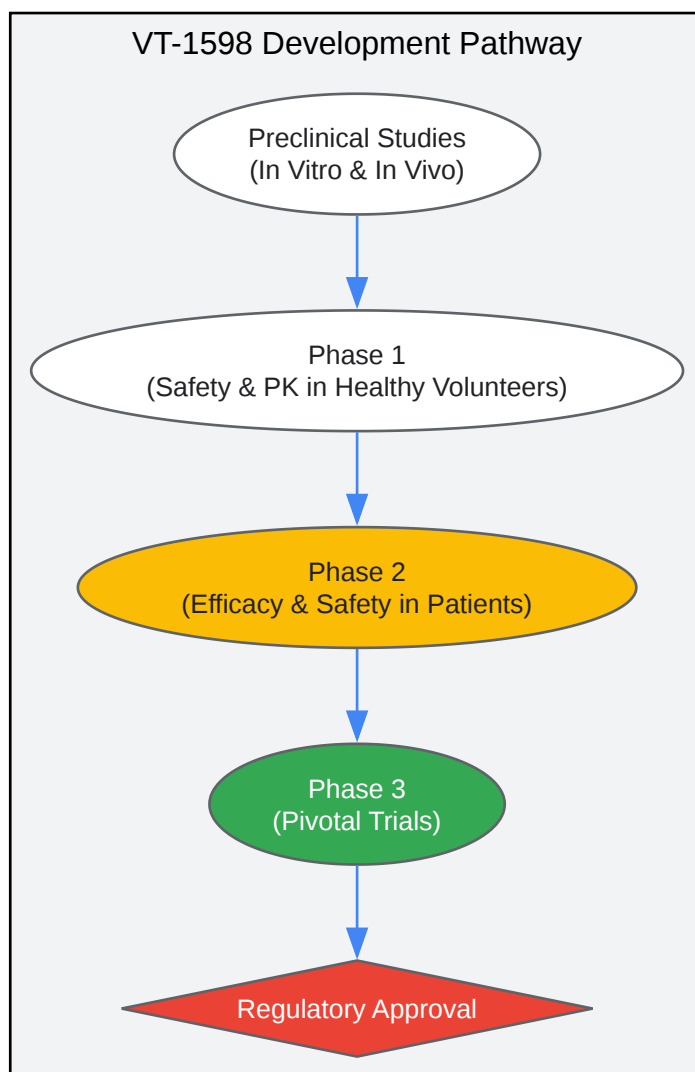 VT-1598 Development Pathway
Preclinical Studies
(In Vitro & In Vivo)
Phase 1
(Safety & PK in Healthy Volunteers)
Phase 2
(Efficacy & Safety in Patients)
Phase 3
(Pivotal Trials)
Regulatory Approval